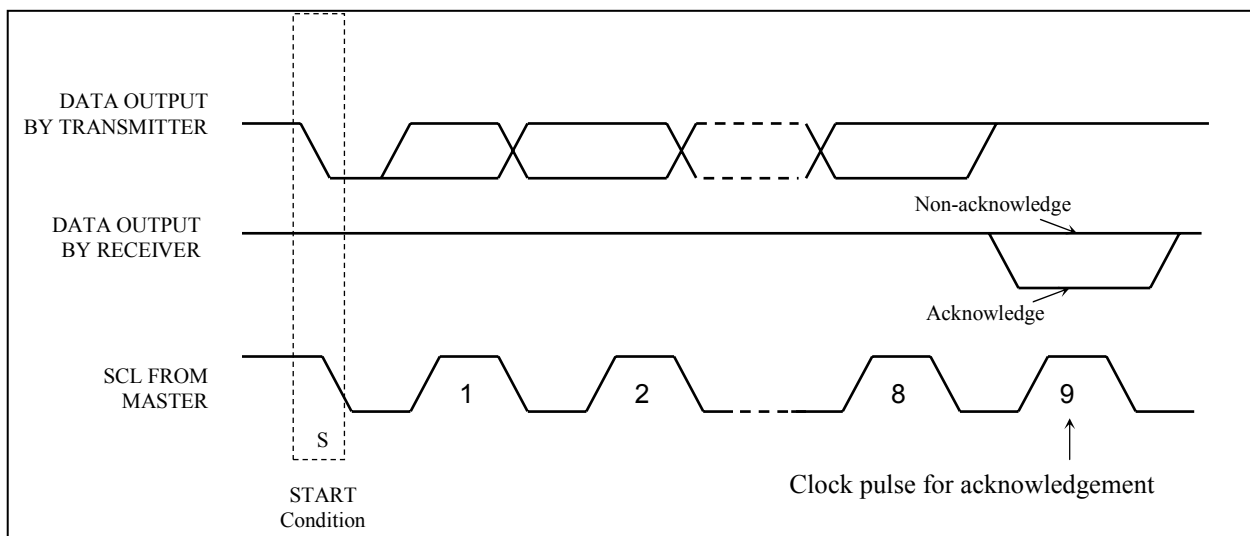 DATA OUTPUT
BY TRANSMITTER
Non-acknowledge
DATA OUTPUT
BY RECEIVER
Acknowledge
SCL FROM
MASTER
1
2
8
9
S
START
Condition
Clock pulse for acknowledgement